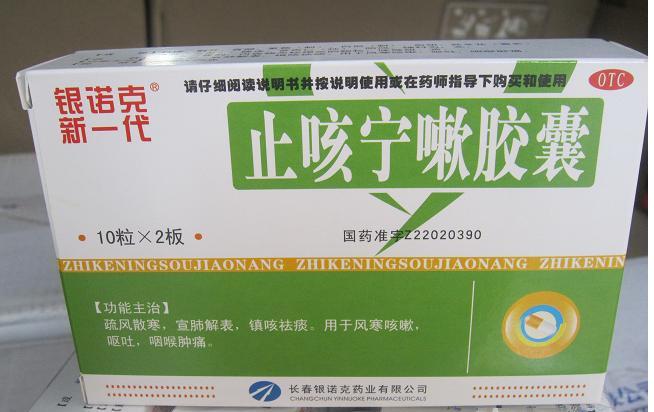 请仔细阅读说明书并按说明使用或在药师指导下购买和使用
OTC
银诺克®
新一代
止咳宁嗽胶囊
10粒×2板
国药准字Z22020390
ZHIKENINGSOUJIAONANG ZHIKENINGSOUJIAONANG ZHIKENIN
【功能主治】
疏风散寒，宣肺解表，镇咳祛痰。用于风寒咳嗽，
呕吐，咽喉肿痛。
长春银诺克药业有限公司
CHANGCHUN YINNUOKE PHARMACEUTICALS